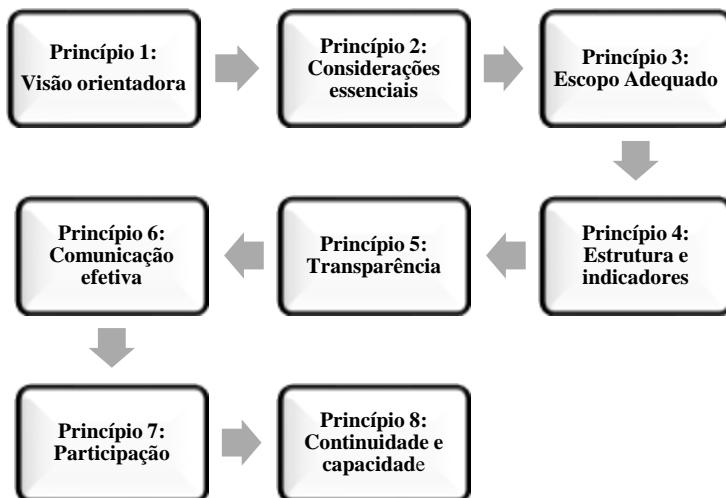 Princípio 1:
Visão orientadora
Princípio 2:
Considerações
essenciais
Princípio 3:
Escopo Adequado
Princípio 4:
Estrutura e
indicadores
Princípio 5:
Transparência
Princípio 6:
Comunicação
efetiva
Princípio 7:
Participação
Princípio 8:
Continuidade e
capacidade